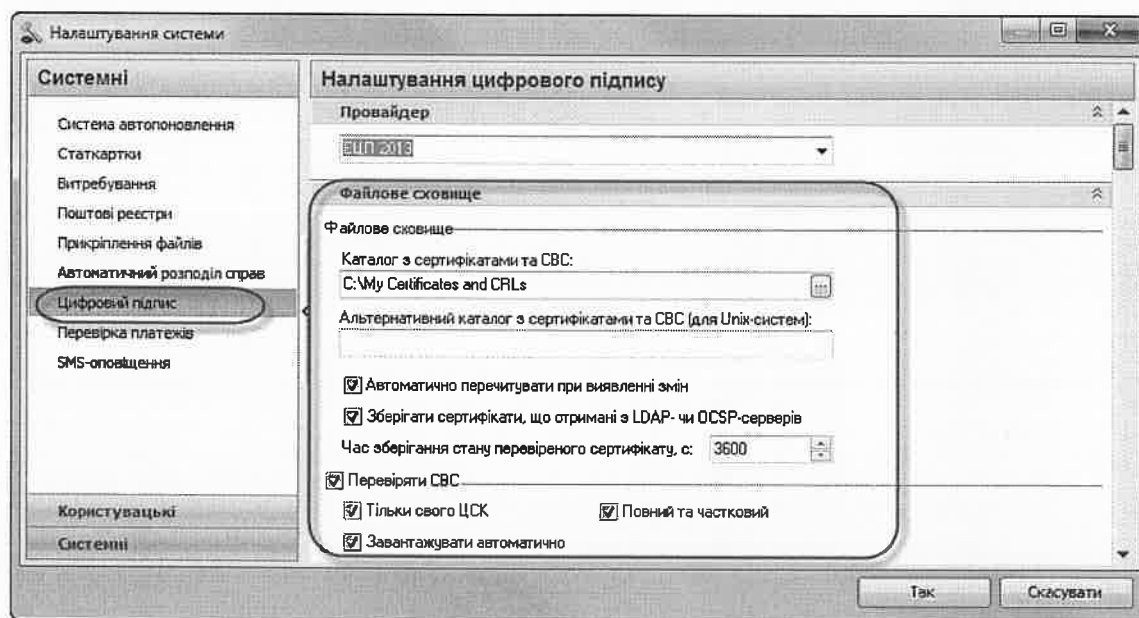 Налаштування системи
Системні
Система автопоновлення
Статкартки
Витребування
Поштові реєстри
Прикріплення файлів
Автоматичний розподіл справ
Цифровий підпис
Перевірка платежів
SMS-оповіщення
Користувацькі
Системні
Налаштування цифрового підпису
Провайдер
ЕЦП 2013
Файлове сховище
Файлове сховище
Каталог з сертифікатами та СВС:
C:\My Certificates and CRLs
...
Альтернативний каталог з сертифікатами та СВС (для Unix-систем):
Автоматично перечитувати при виявленні змін
Зберігати сертифікати, що отримані з LDAP- чи OCSP-серверів
Час зберігання стану перевіреного сертифікату, с: 3600
Перевіряти СВС
Тільки свого ЦСК Повний та частковий
Завантажувати автоматично
Так Скасувати